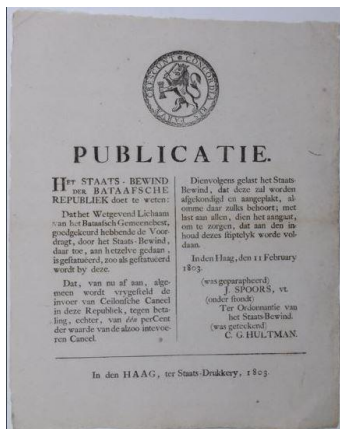 CRESCUNT CONCORDIA RES PARVAE
PUBLICATIE.
HET STAATS-BEWIND
DER BATAAFSCHE
REPUBLIEK doet te weten:
Dat het Wetgevend Lichaam
van het Bataafsch Gemeenebest,
goedgekeurd hebbende de Voor-
dragt, door het Staats-Bewind,
daar toe, aan hetzelve gedaan,
is gestatueerd, zoo als gestatueerd
wordt by deze.
Dat, van nu af aan, alge-
meen wordt vrygesteld de
invoer van Ceilonsche Caneel
in deze Republiek, tegen beta-
ling, echter, van één perCent
der waarde van de alzoo intevoe-
ren Caneel.
Dienvolgens gelast het Staats-
Bewind, dat deze zal worden
afgekondigd en aangeplakt, al-
omme daar zulks behoort; met
last aan allen, dien het aangaat,
om te zorgen, dat aan den in-
houd dezes stiptelyk worde vol-
daan.
In den Haag, den 11 February
1803.
(was geparapheerd)
J. SPOORS, vt.
(onder stondt)
Ter Ordonnantie van
het Staats-Bewind.
(was geteekend)
C. G. HULTMAN.
In den HAAG, ter Staats-Drukkery, 1803.